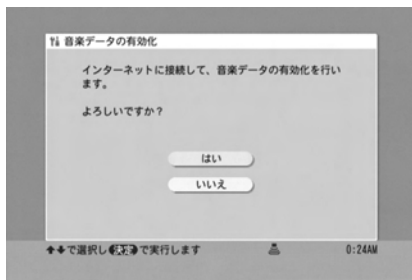 音楽データの有効化
インターネットに接続して、音楽データの有効化を行い
ます。
よろしいですか？
はい
いいえ
↑↓で選択し決定で実行します
0:24AM